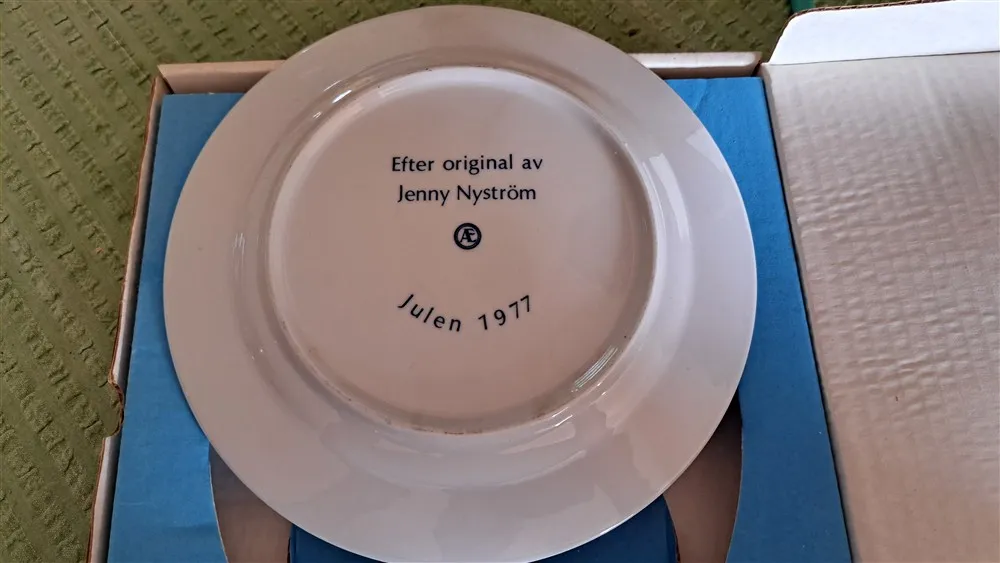 Efter original av
Jenny Nyström
Æ
Julen 1977